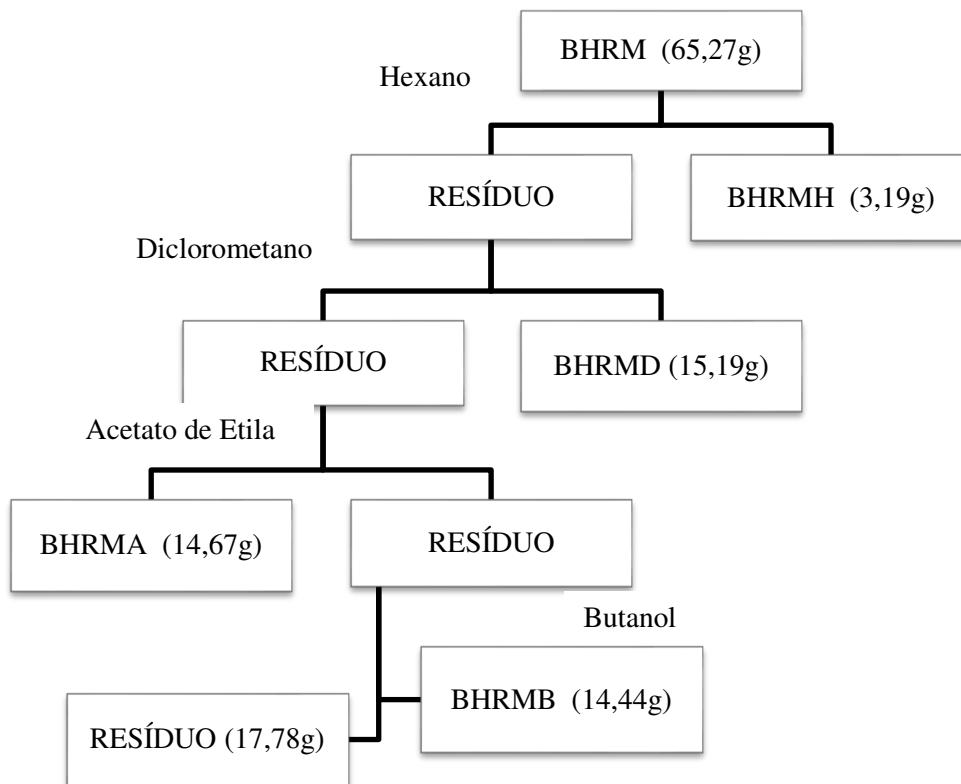 BHRM (65,27g)
Hexano
RESÍDUO
BHRMH (3,19g)
Diclorometano
RESÍDUO
BHRMD (15,19g)
Acetato de Etila
BHRMA (14,67g)
RESÍDUO
Butanol
BHRMB (14,44g)
RESÍDUO (17,78g)